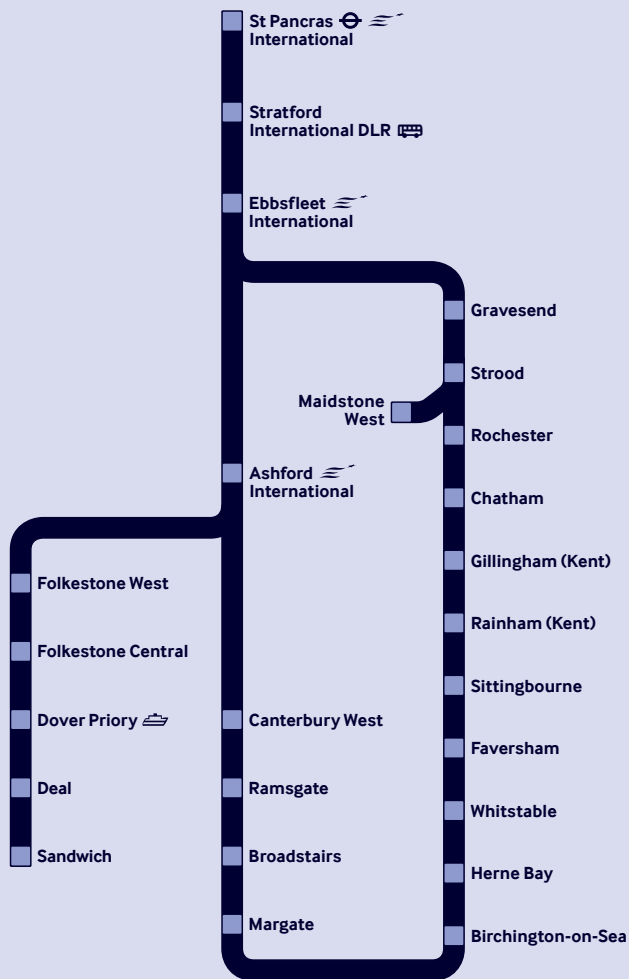 St Pancras
International
Stratford
International DLR
Ebbsfleet
International
Gravesend
Strood
Maidstone
West
Rochester
Ashford
International
Chatham
Gillingham (Kent)
Folkestone West
Rainham (Kent)
Folkestone Central
Sittingbourne
Dover Priory
Canterbury West
Faversham
Deal
Ramsgate
Whitstable
Sandwich
Broadstairs
Herne Bay
Margate
Birchington-on-Sea